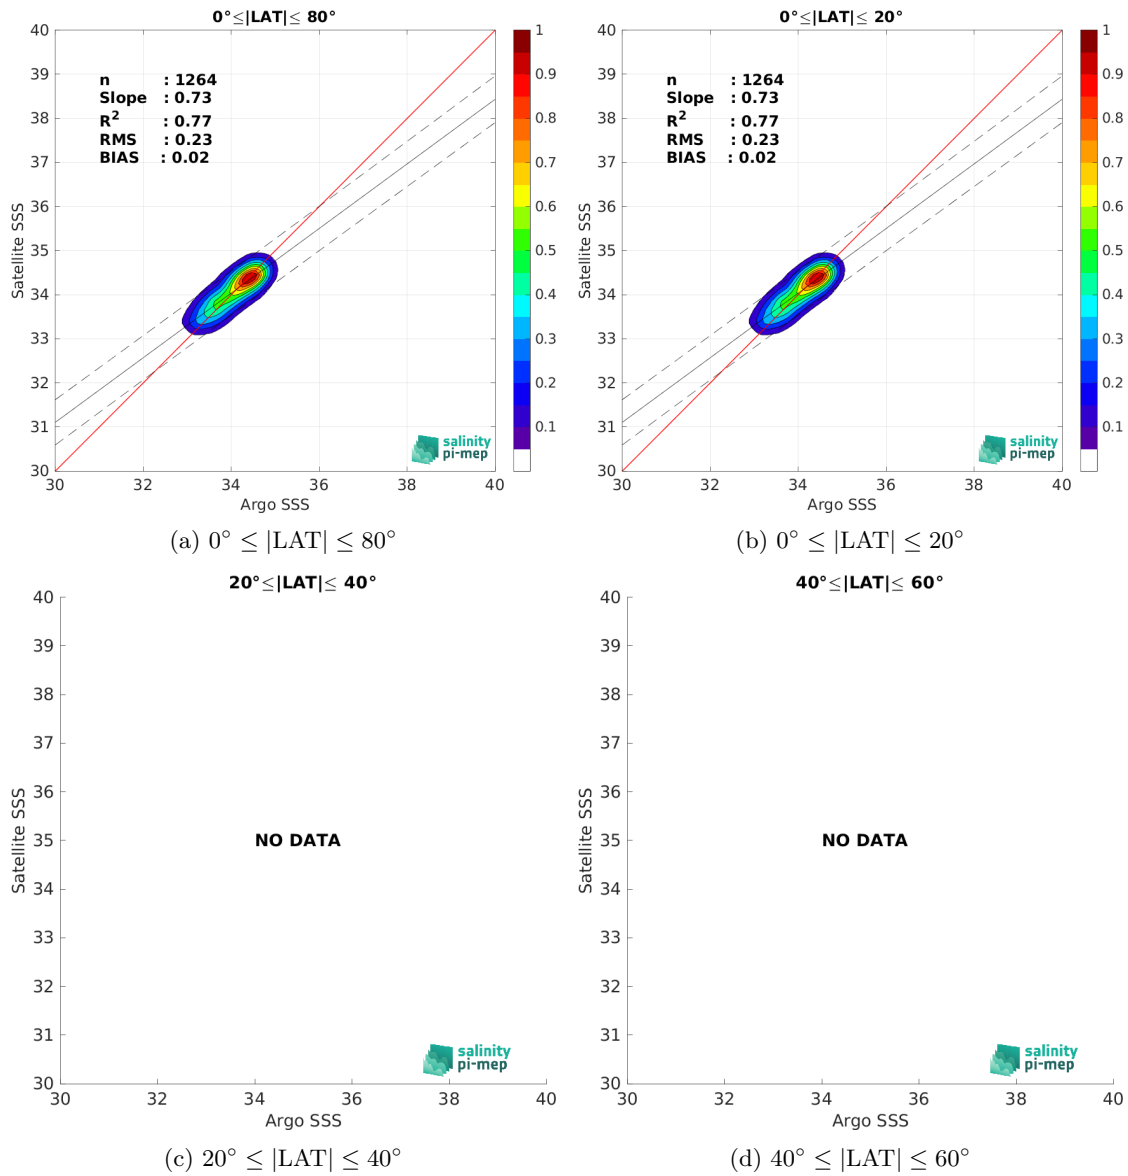 0°≤|LAT|≤ 80°
40
39
38
37
36
35
34
33
32
31
30
Satellite SSS
n : 1264
Slope : 0.73
R² : 0.77
RMS : 0.23
BIAS : 0.02
salinity
pi-mep
30 32 34 36 38 40
Argo SSS
1
0.9
0.8
0.7
0.6
0.5
0.4
0.3
0.2
0.1
(a) 0° ≤ |LAT| ≤ 80°
0°≤|LAT|≤ 20°
40
39
38
37
36
35
34
33
32
31
30
Satellite SSS
n : 1264
Slope : 0.73
R² : 0.77
RMS : 0.23
BIAS : 0.02
salinity
pi-mep
30 32 34 36 38 40
Argo SSS
1
0.9
0.8
0.7
0.6
0.5
0.4
0.3
0.2
0.1
(b) 0° ≤ |LAT| ≤ 20°
20°≤|LAT|≤ 40°
40
39
38
37
36
35
34
33
32
31
30
Satellite SSS
NO DATA
salinity
pi-mep
30 32 34 36 38 40
Argo SSS
(c) 20° ≤ |LAT| ≤ 40°
40°≤|LAT|≤ 60°
40
39
38
37
36
35
34
33
32
31
30
Satellite SSS
NO DATA
salinity
pi-mep
30 32 34 36 38 40
Argo SSS
(d) 40° ≤ |LAT| ≤ 60°